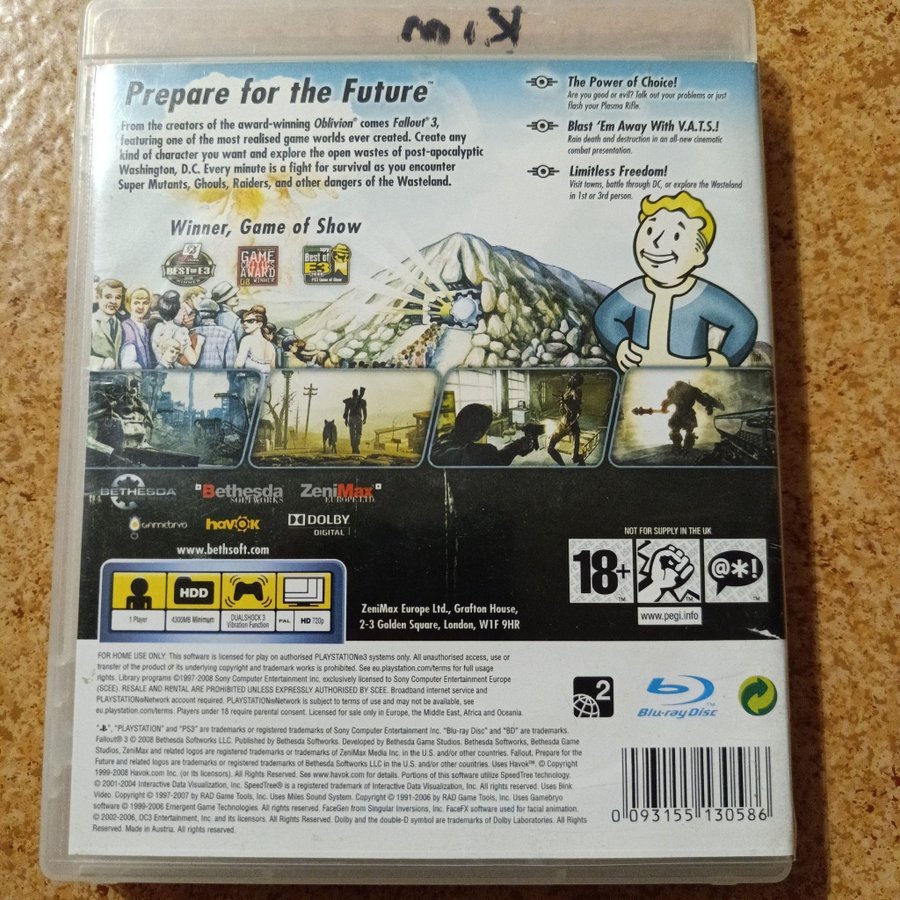 Kim
Prepare for the Future™
From the creators of the award-winning Oblivion® comes Fallout® 3,
featuring one of the most realised game worlds ever created. Create any
kind of character you want and explore the open wastes of post-apocalyptic
Washington, D.C. Every minute is a fight for survival as you encounter
Super Mutants, Ghouls, Raiders, and other dangers of the Wasteland.
The Power of Choice!
Are you good or evil? Talk out your problems or just
flash your Plasma Rifle.
Blast 'Em Away With V.A.T.S.!
Rain death and destruction in an all-new cinematic
combat presentation.
Limitless Freedom!
Visit towns, battle through DC, or explore the Wasteland
in 1st or 3rd person.
Winner, Game of Show
BEST OF E3
WINNER
GAME
CRITICS
AWARD
08 WINNER
Best of
E3
PS3 Game of Show
BETHESDA
Bethesda
SOFTWORKS
ZeniMax
EUROPE LTD.
gamebryo
havok
DOLBY
DIGITAL
www.bethsoft.com
HDD
1 Player
4300MB Minimum
DUALSHOCK 3
Vibration Function
PAL
HD 720p
ZeniMax Europe Ltd., Grafton House,
2-3 Golden Square, London, W1F 9HR
NOT FOR SUPPLY IN THE UK
18+
@*!
www.pegi.info
FOR HOME USE ONLY: This software is licensed for play on authorised PLAYSTATION®3 systems only. All unauthorised access, use or
transfer of the product or its underlying copyright and trademark works is prohibited. See eu.playstation.com/terms for full usage
rights. Library programs ©1997-2008 Sony Computer Entertainment Inc. exclusively licensed to Sony Computer Entertainment Europe
(SCEE). RESALE AND RENTAL ARE PROHIBITED UNLESS EXPRESSLY AUTHORISED BY SCEE. Broadband internet service and
PLAYSTATION®Network account required. PLAYSTATION®Network is subject to terms of use and may not be available, see
eu.playstation.com/terms. Players under 18 require parental consent. Licensed for sale only in Europe, the Middle East, Africa and Oceania.
"PLAYSTATION" and "PS3" are trademarks or registered trademarks of Sony Computer Entertainment Inc. "Blu-ray Disc" and "BD" are trademarks.
Fallout® 3 © 2008 Bethesda Softworks LLC. Published by Bethesda Softworks. Developed by Bethesda Game Studios. Bethesda Softworks, Bethesda Game
Studios, ZeniMax and related logos are registered trademarks or trademarks of ZeniMax Media Inc. in the U.S. and/or other countries. Fallout, Prepare for the
Future and related logos are trademarks or registered trademarks of Bethesda Softworks LLC in the U.S. and/or other countries. Uses Havok™. © Copyright
1999-2008 Havok.com Inc. (or its licensors). All Rights Reserved. See www.havok.com for details. Portions of this software utilize SpeedTree technology.
© 2001-2004 Interactive Data Visualization, Inc. SpeedTree® is a registered trademark of Interactive Data Visualization, Inc. All rights reserved. Uses Bink
Video. Copyright © 1997-2007 by RAD Game Tools, Inc. Uses Miles Sound System. Copyright © 1991-2006 by RAD Game Tools, Inc. Uses Gamebryo
software © 1999-2006 Emergent Game Technologies. All rights reserved. FaceGen from Singular Inversions, Inc. FaceFX software used for facial animation.
© 2002-2006, OC3 Entertainment, Inc. and its licensors. All Rights Reserved. Dolby and the double-D symbol are trademarks of Dolby Laboratories. All Rights
Reserved. Made in Austria. All rights reserved.
2
Blu-ray Disc
0 093155 130586